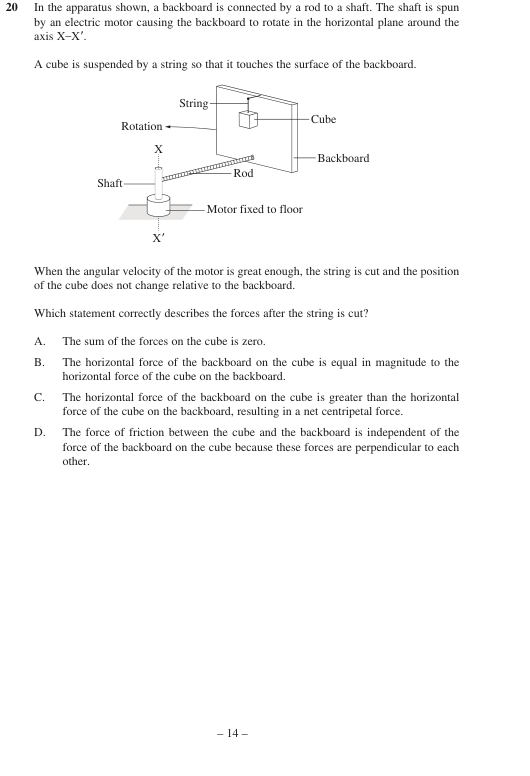 20 In the apparatus shown, a backboard is connected by a rod to a shaft. The shaft is spun
by an electric motor causing the backboard to rotate in the horizontal plane around the
axis X–X′.
A cube is suspended by a string so that it touches the surface of the backboard.
String
Cube
Rotation
X
Backboard
Rod
Shaft
Motor fixed to floor
X′
When the angular velocity of the motor is great enough, the string is cut and the position
of the cube does not change relative to the backboard.
Which statement correctly describes the forces after the string is cut?
A. The sum of the forces on the cube is zero.
B. The horizontal force of the backboard on the cube is equal in magnitude to the
horizontal force of the cube on the backboard.
C. The horizontal force of the backboard on the cube is greater than the horizontal
force of the cube on the backboard, resulting in a net centripetal force.
D. The force of friction between the cube and the backboard is independent of the
force of the backboard on the cube because these forces are perpendicular to each
other.
– 14 –